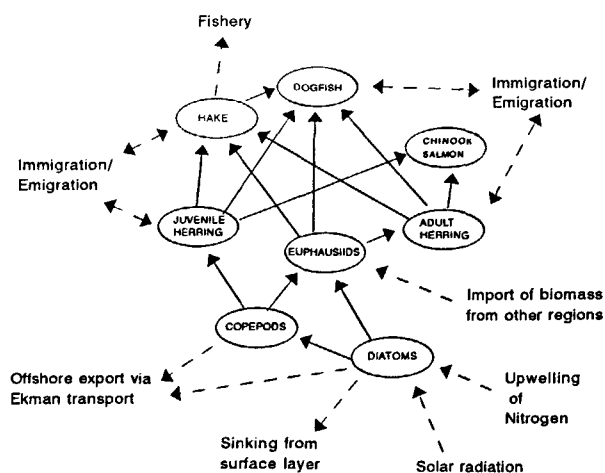 Fishery
DOGFISH
Immigration/
Emigration
HAKE
CHINOOK
SALMON
Immigration/
Emigration
JUVENILE
HERRING
ADULT
HERRING
EUPHAUSIIDS
Import of biomass
from other regions
COPEPODS
DIATOMS
Offshore export via
Ekman transport
Upwelling
of
Nitrogen
Sinking from
surface layer
Solar radiation